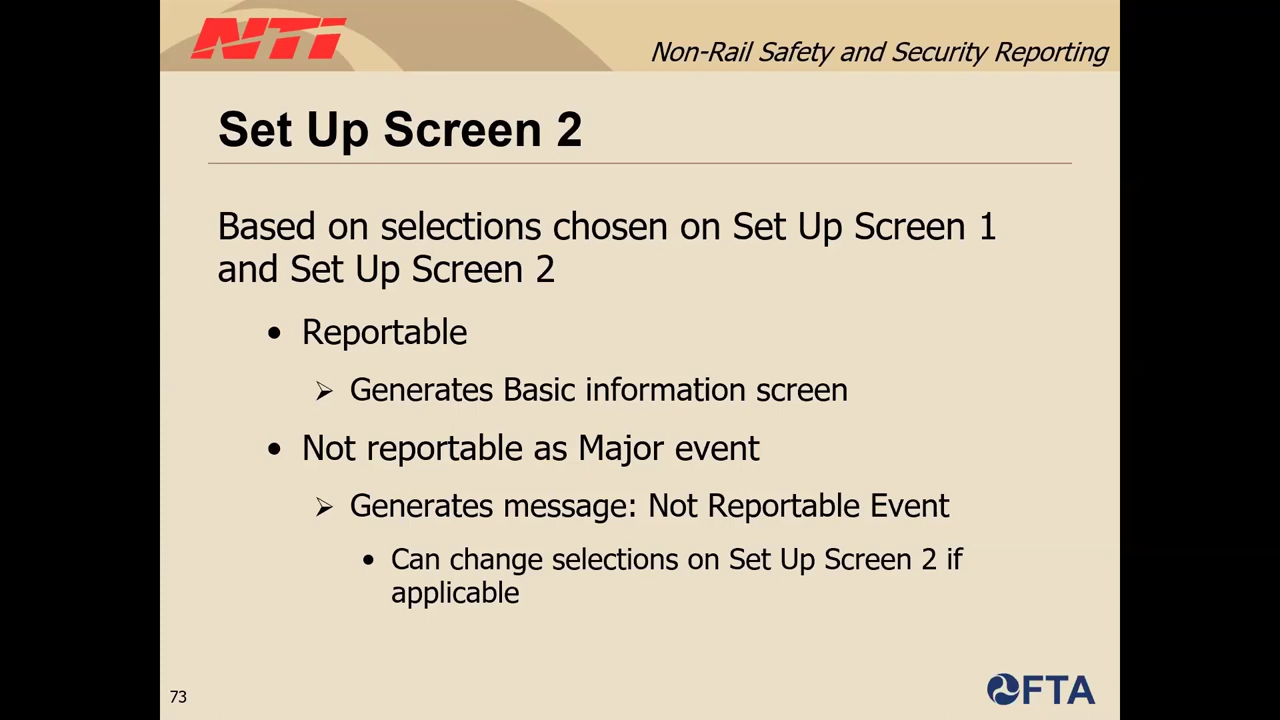 NTI
Non-Rail Safety and Security Reporting
Set Up Screen 2
Based on selections chosen on Set Up Screen 1
and Set Up Screen 2
• Reportable
➢ Generates Basic information screen
• Not reportable as Major event
➢ Generates message: Not Reportable Event
• Can change selections on Set Up Screen 2 if
applicable
73
FTA